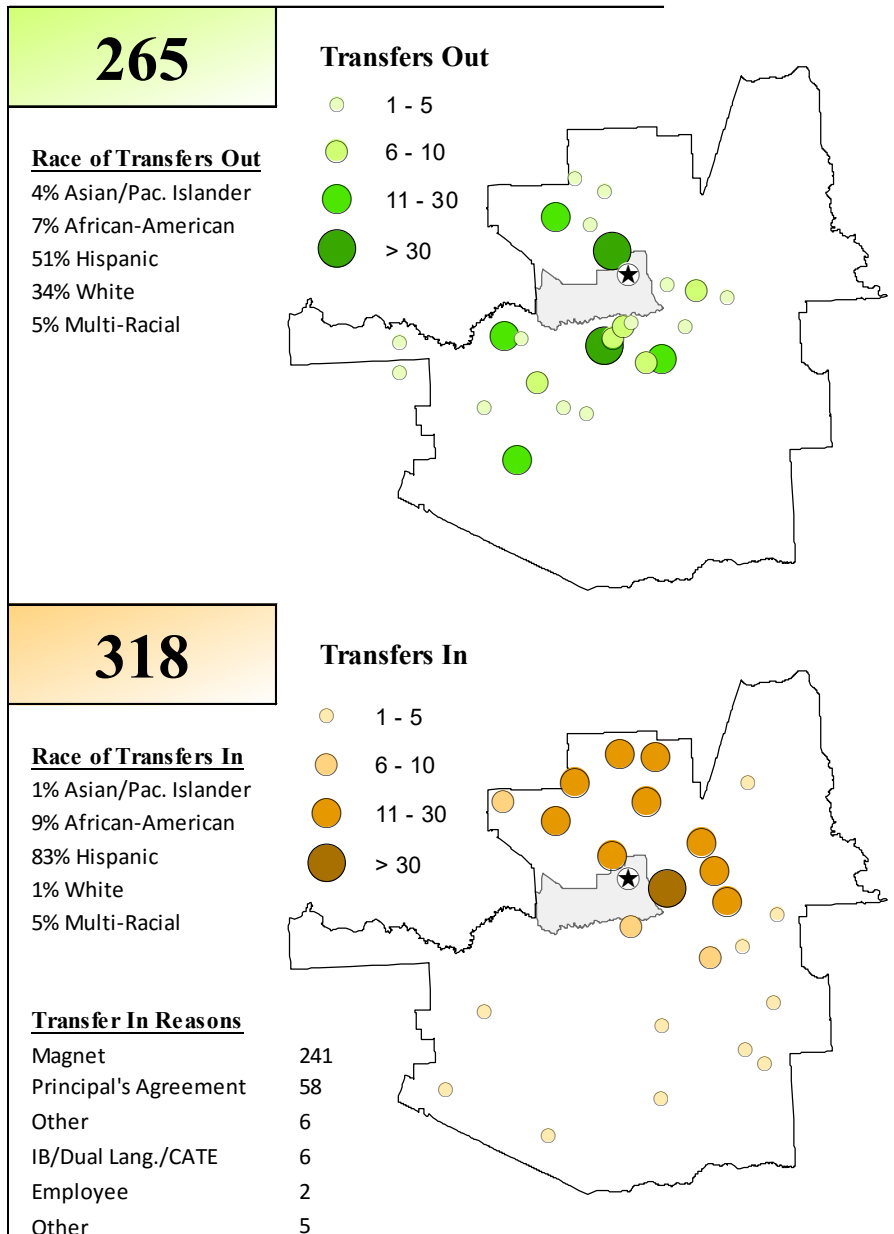 265
Transfers Out
1 - 5
6 - 10
11 - 30
> 30
Race of Transfers Out
4% Asian/Pac. Islander
7% African-American
51% Hispanic
34% White
5% Multi-Racial
318
Transfers In
1 - 5
6 - 10
11 - 30
> 30
Race of Transfers In
1% Asian/Pac. Islander
9% African-American
83% Hispanic
1% White
5% Multi-Racial
Transfer In Reasons
Magnet 241
Principal's Agreement 58
Other 6
IB/Dual Lang./CATE 6
Employee 2
Other 5